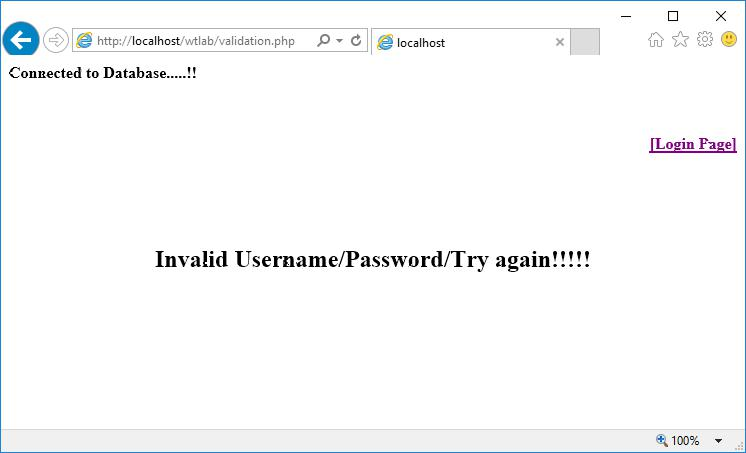 http://localhost/wtlab/validation.php
localhost
Connected to Database.....!!
[Login Page]
Invalid Username/Password/Try again!!!!!
100%